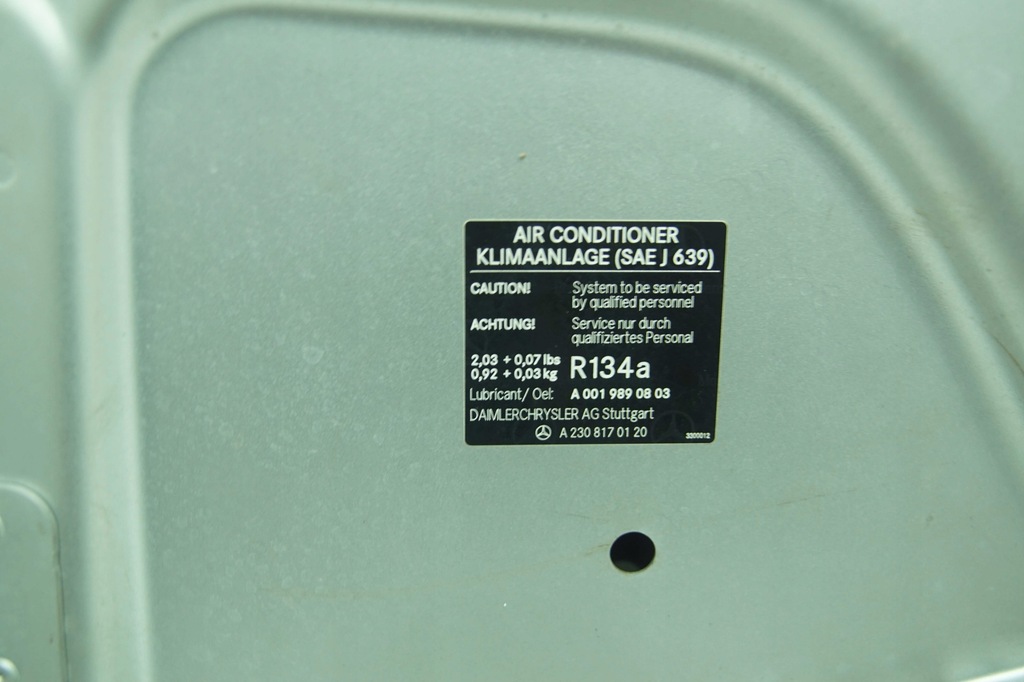 AIR CONDITIONER
KLIMAANLAGE (SAE J 639)
CAUTION! System to be serviced
by qualified personnel
ACHTUNG! Service nur durch
qualifiziertes Personal
2,03 + 0,07 lbs R134a
0,92 + 0,03 kg
Lubricant/ Oel: A 001 989 08 03
DAIMLERCHRYSLER AG Stuttgart
A 230 817 01 20 3300012